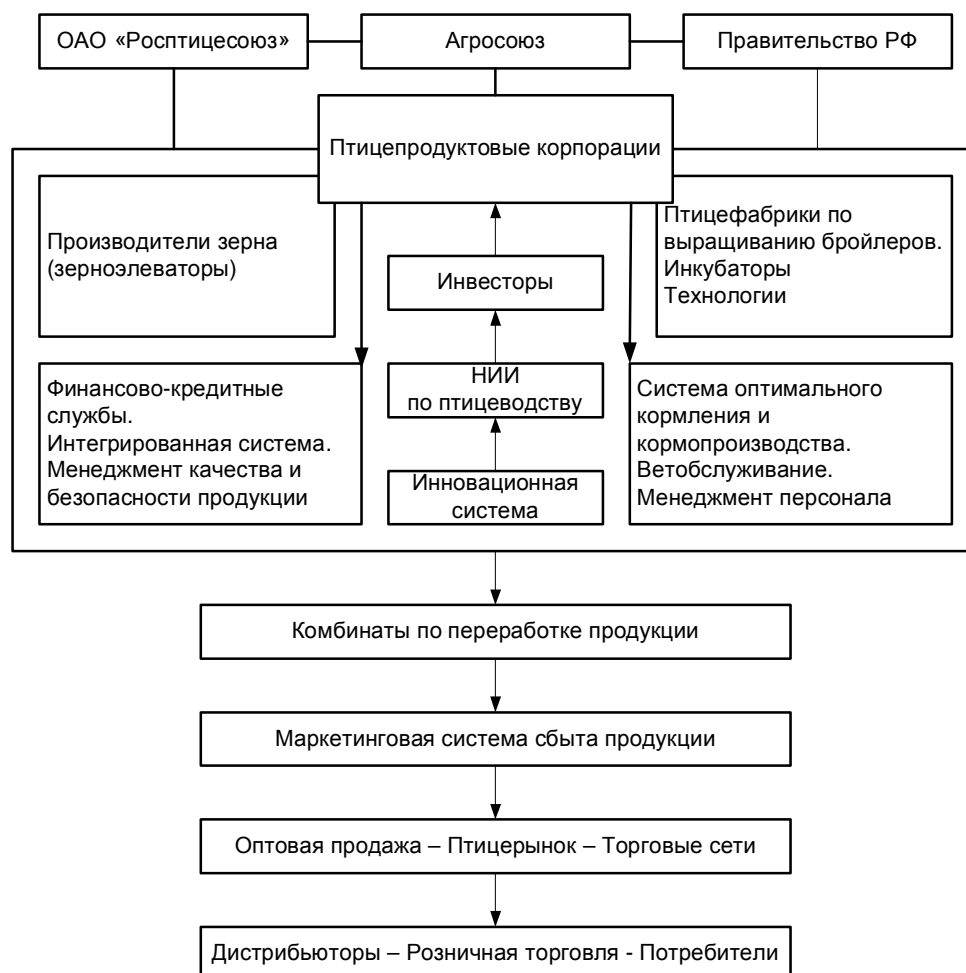 ОАО «Росптицесоюз»
Агросоюз
Правительство РФ
Птицепродуктовые корпорации
Производители зерна
(зерноэлеваторы)
Инвесторы
Птицефабрики по
выращиванию бройлеров.
Инкубаторы
Технологии
Финансово-кредитные
службы.
Интегрированная система.
Менеджмент качества и
безопасности продукции
НИИ
по птицеводству
Инновационная
система
Система оптимального
кормления и
кормопроизводства.
Ветобслуживание.
Менеджмент персонала
Комбинаты по переработке продукции
Маркетинговая система сбыта продукции
Оптовая продажа – Птицерынок – Торговые сети
Дистрибьюторы – Розничная торговля - Потребители